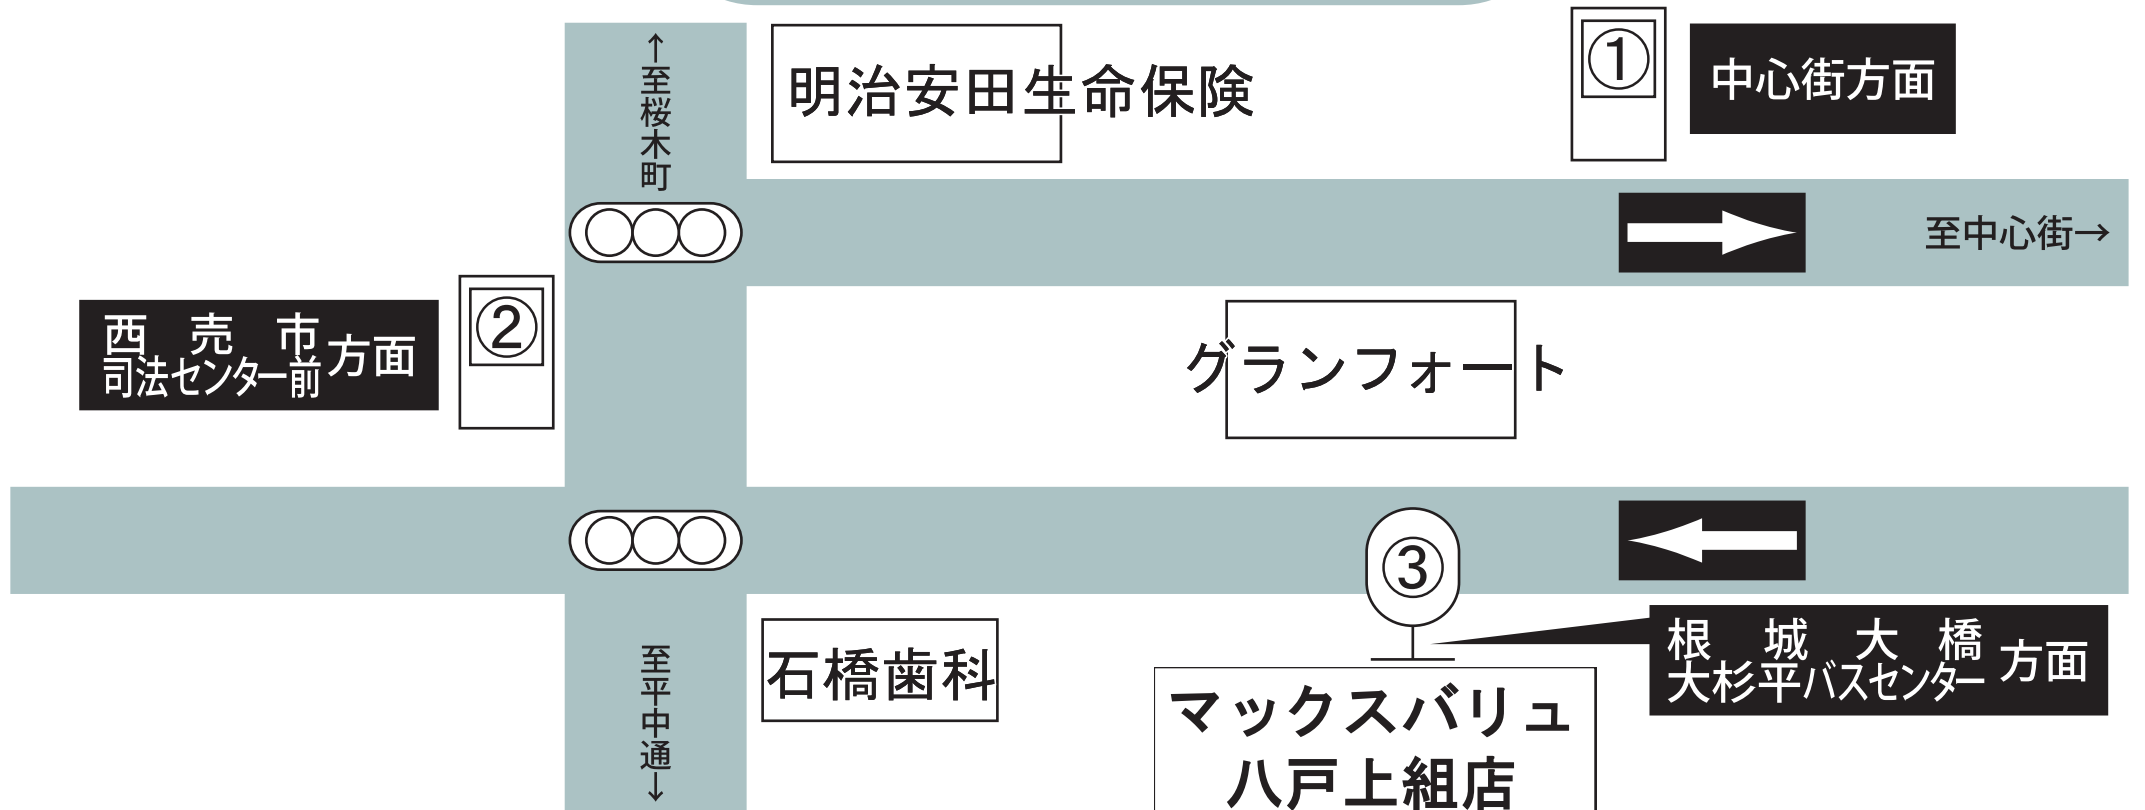 ←至桜木町
明治安田生命保険
①
中心街方面
至中心街→
②
西売市
司法センター前
方面
グランフォート
③
根城大橋
大杉平バスセンター
方面
石橋歯科
至平中通→
マックスバリュ
八戸上組店